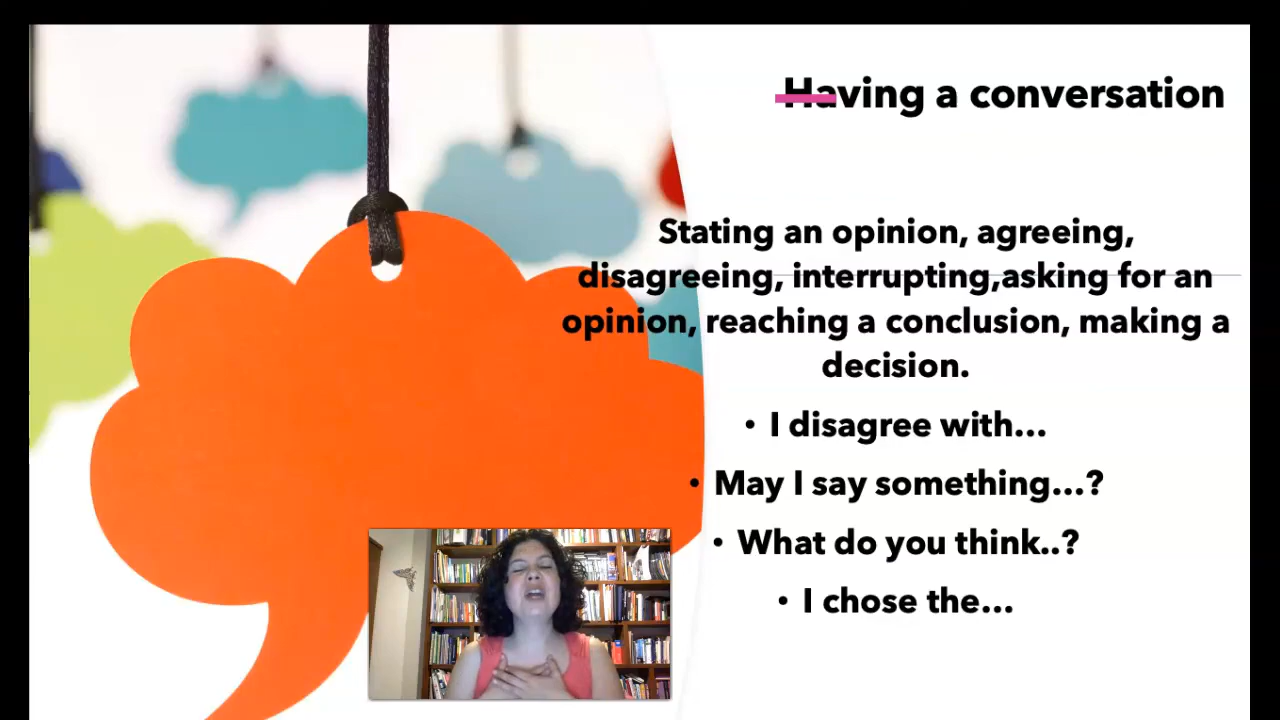 Having a conversation
Stating an opinion, agreeing,
disagreeing, interrupting,asking for an
opinion, reaching a conclusion, making a
decision.
• I disagree with...
• May I say something...?
• What do you think..?
• I chose the...